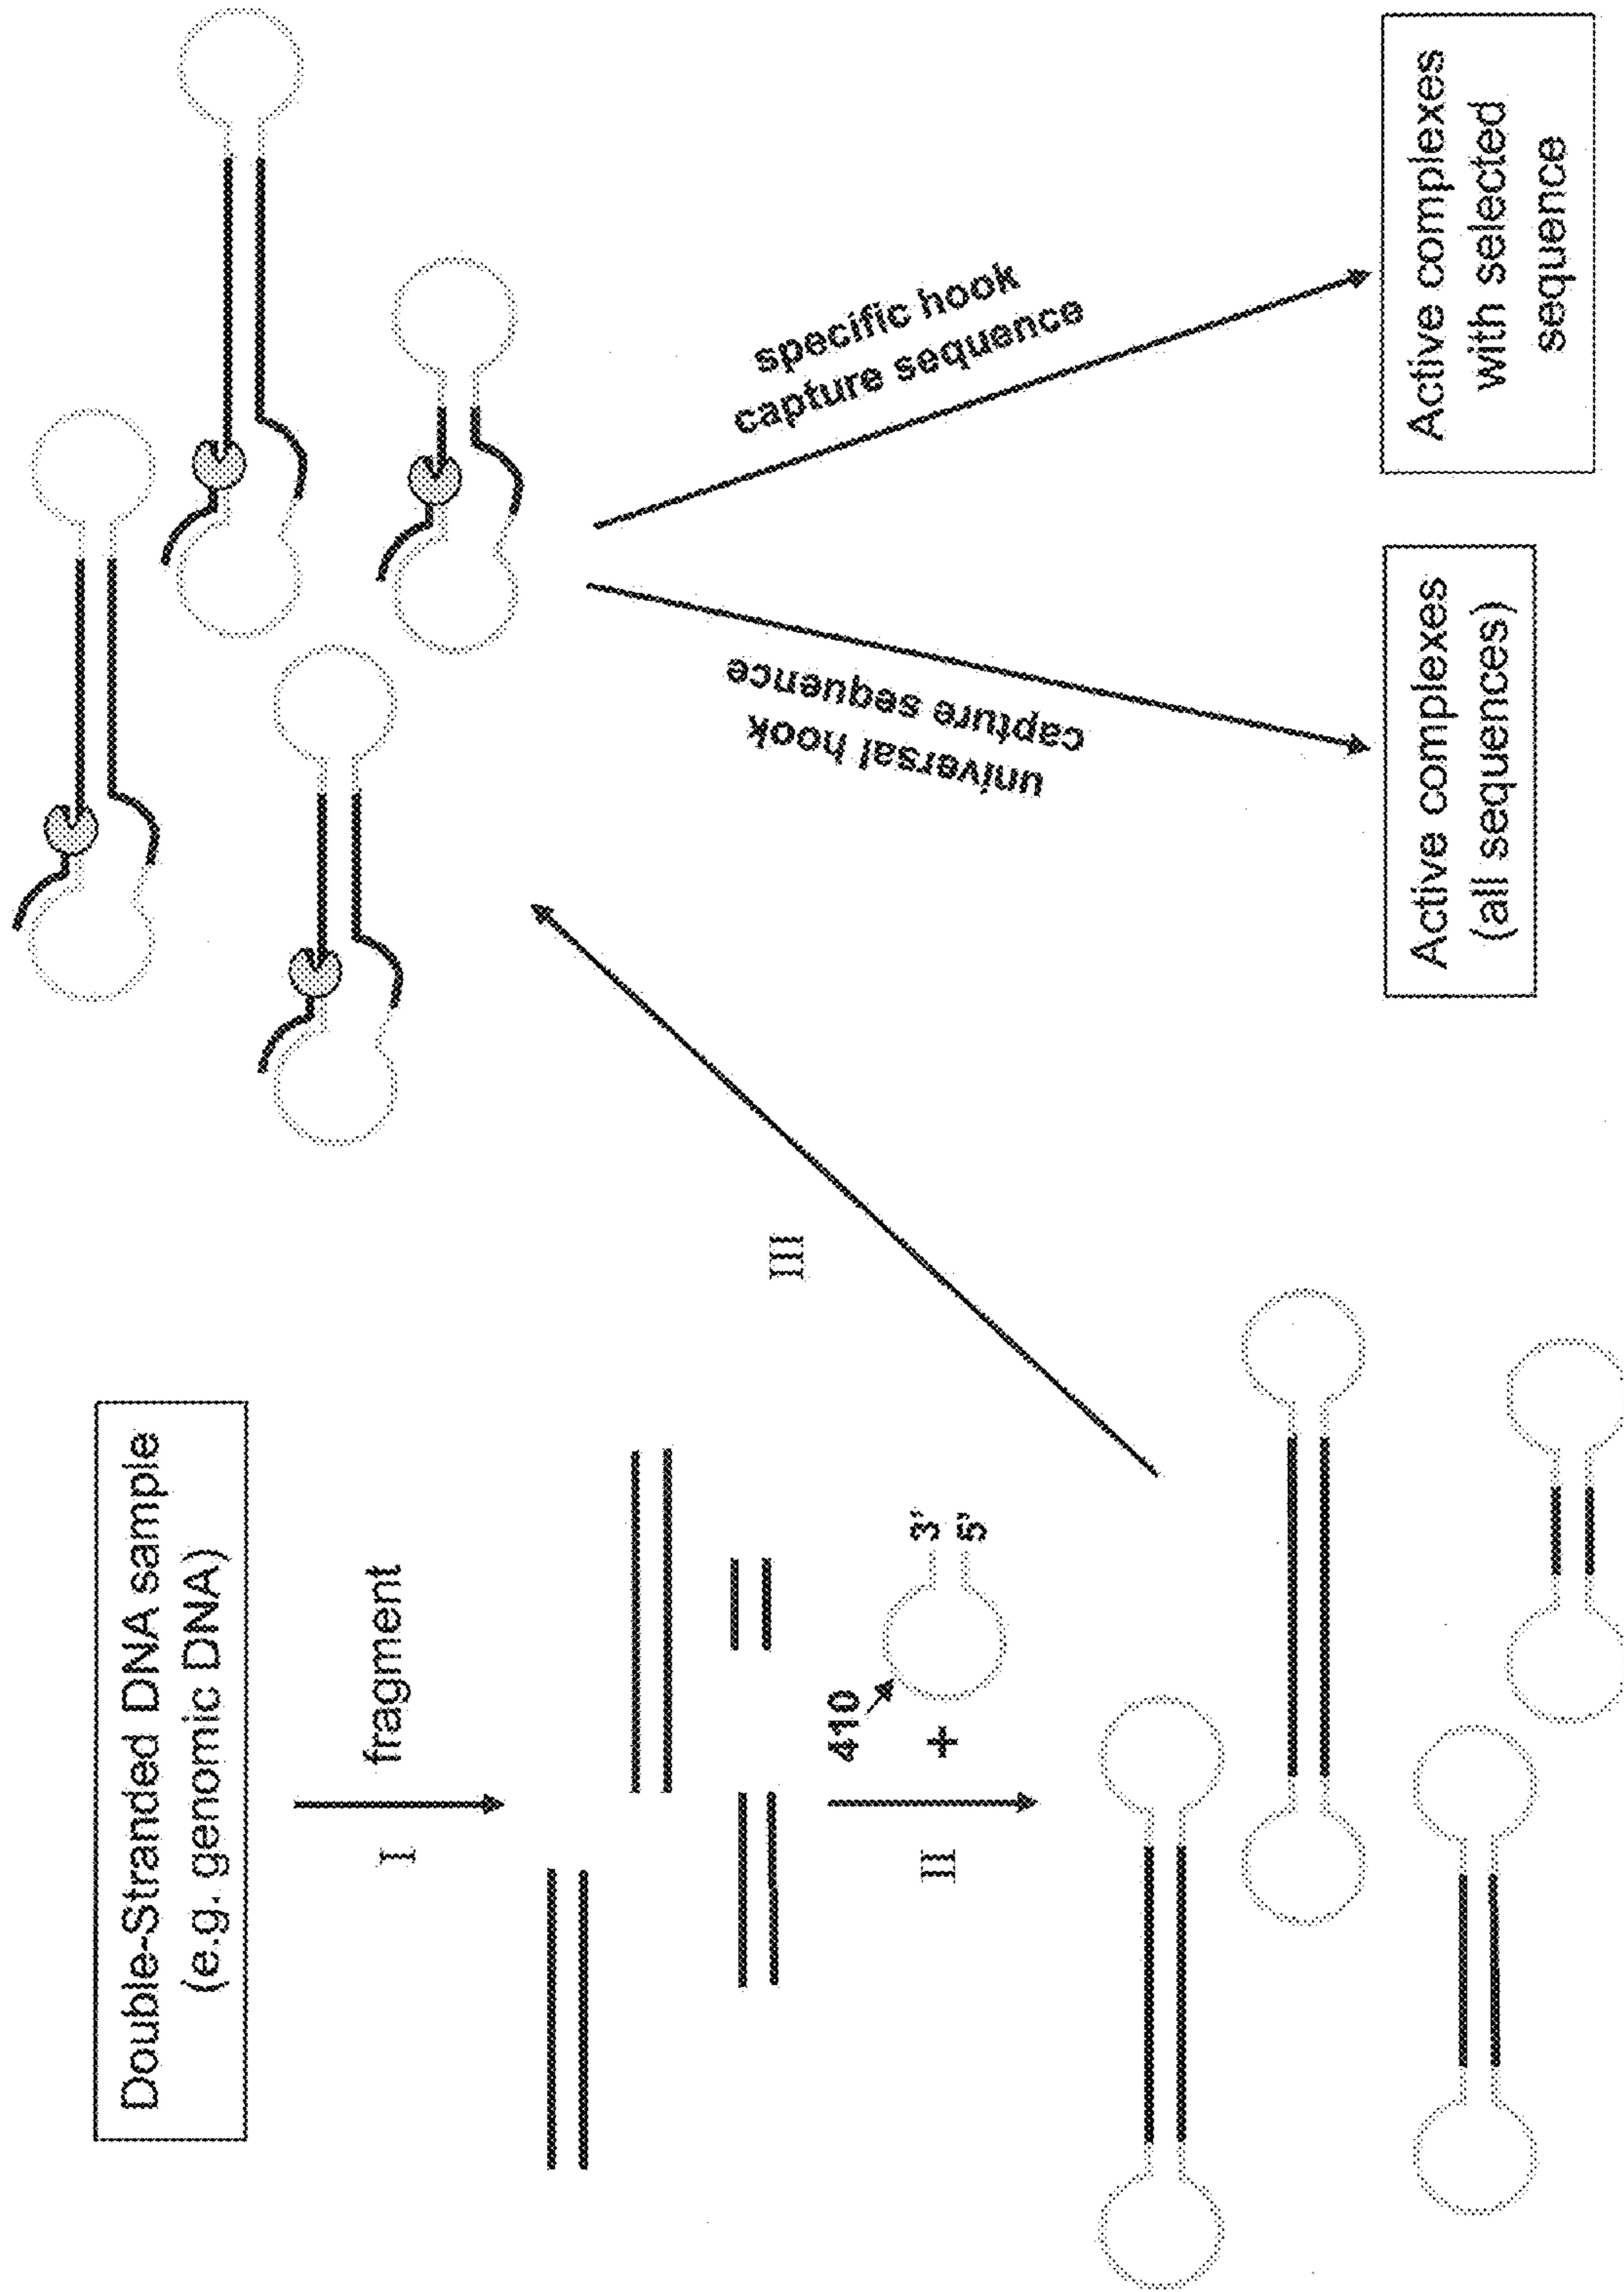 Double-Stranded DNA sample
(e.g. genomic DNA)
I
fragment
410
3'
5'
+
II
III
universal hook
capture sequence
specific hook
capture sequence
Active complexes
(all sequences)
Active complexes
with selected
sequence